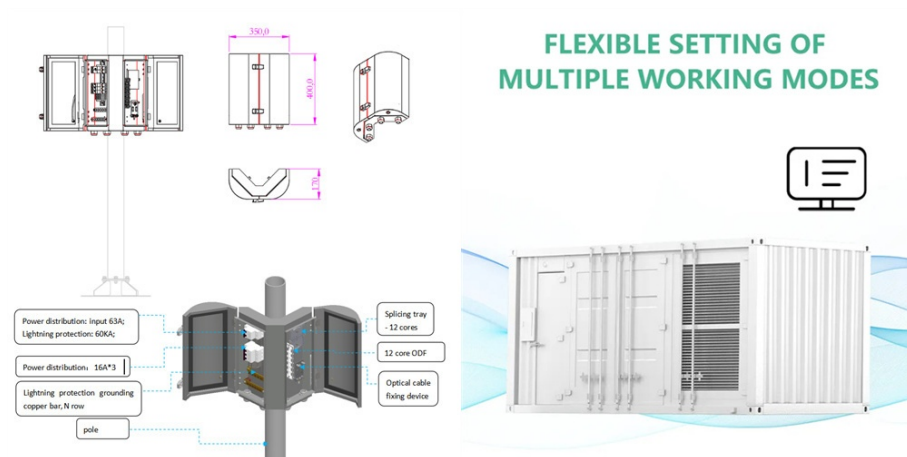 350,0
400,0
170
Power distribution: input 63A;
Lightning protection: 60KA;
Power distribution: 16A*3
Lightning protection grounding
copper bar, N row
pole
Splicing tray
- 12 cores
12 core ODF
Optical cable
fixing device
FLEXIBLE SETTING OF
MULTIPLE WORKING MODES